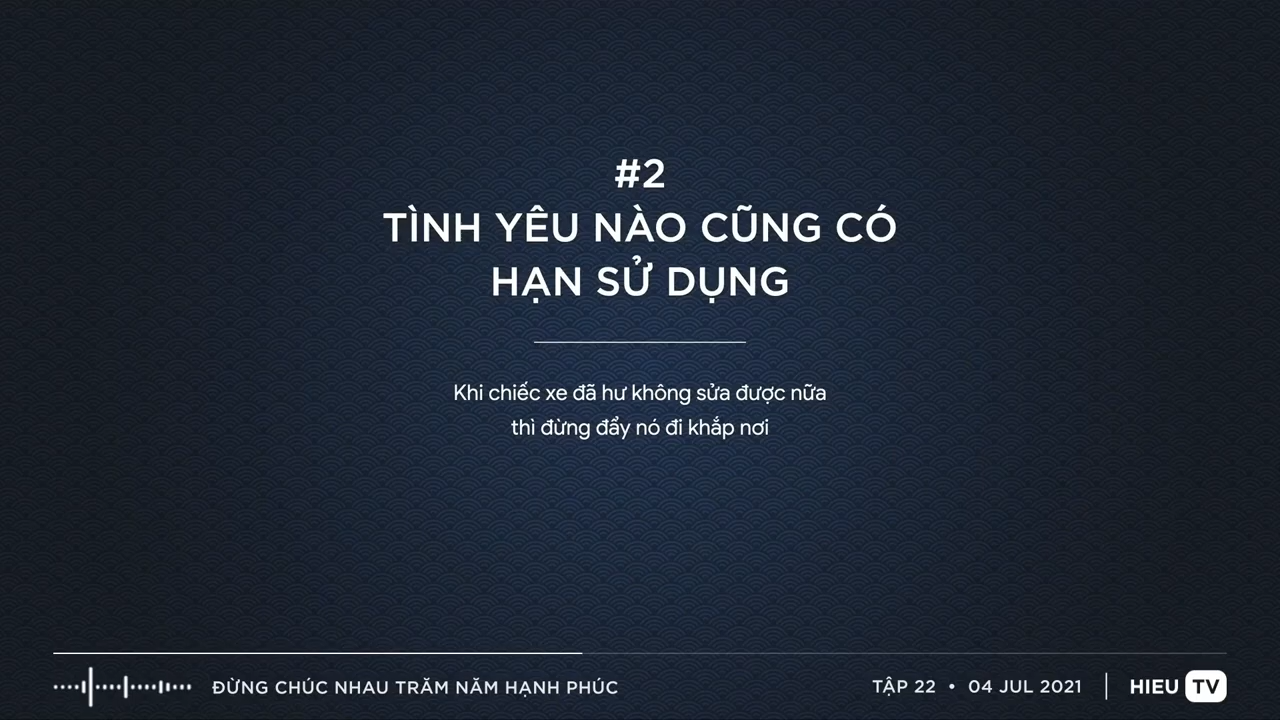 #2
TÌNH YÊU NÀO CŨNG CÓ
HẠN SỬ DỤNG
Khi chiếc xe đã hư không sửa được nữa
thì đừng đẩy nó đi khắp nơi
ĐỪNG CHÚC NHAU TRĂM NĂM HẠNH PHÚC
TẬP 22 • 04 JUL 2021
HIEU TV